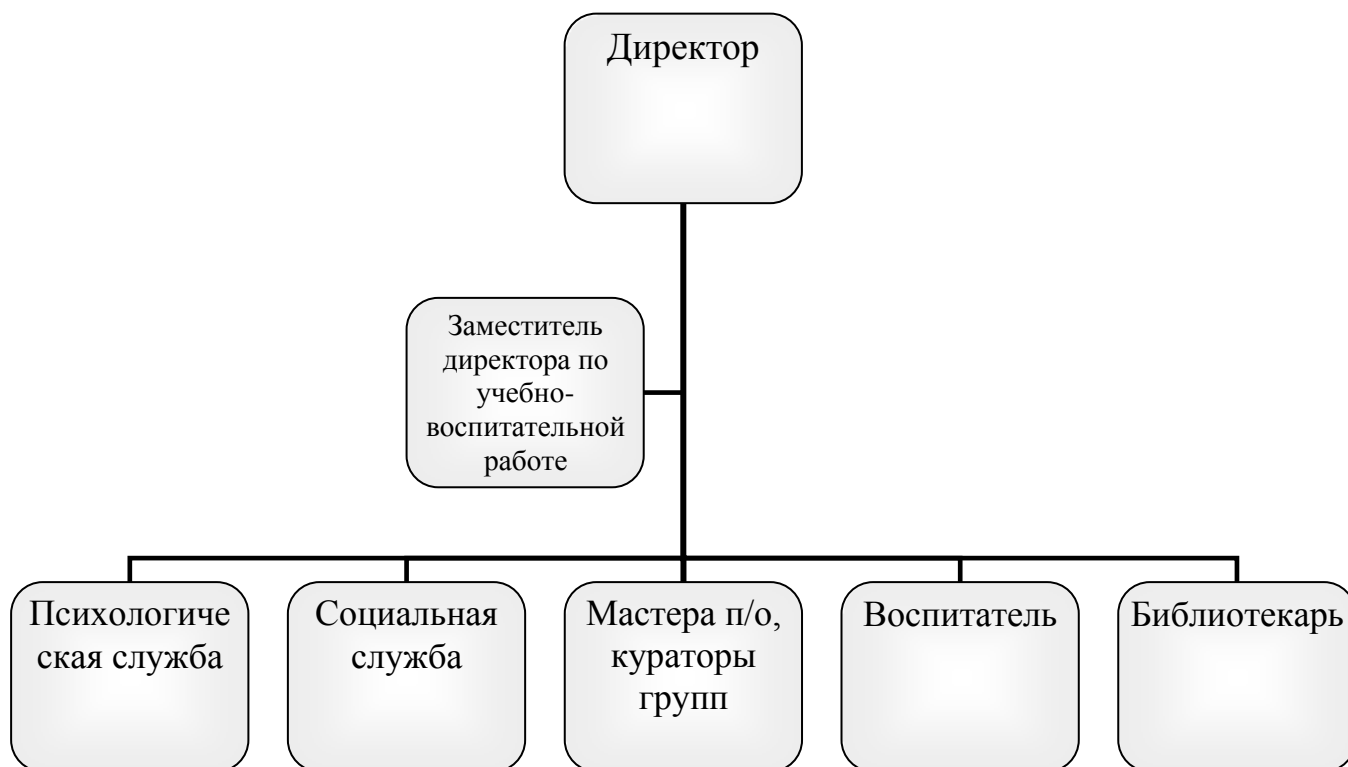 Директор
Заместитель
директора по
учебно-
воспитательной
работе
Психологиче
ская служба
Социальная
служба
Мастера п/о,
кураторы
групп
Воспитатель
Библиотекарь